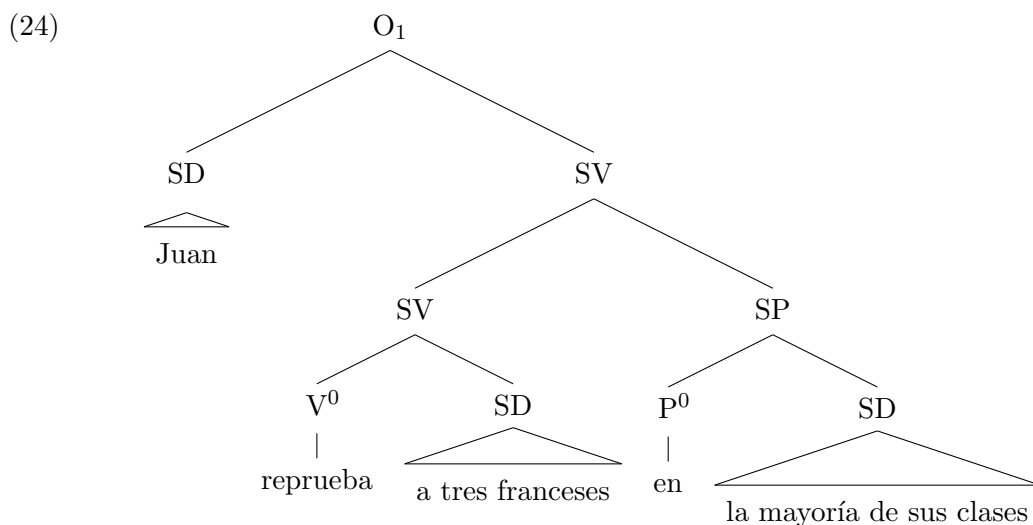 (24)
O₁
SD SV
Juan
SV SP
V⁰ SD P⁰ SD
reprueba a tres franceses en la mayoría de sus clases